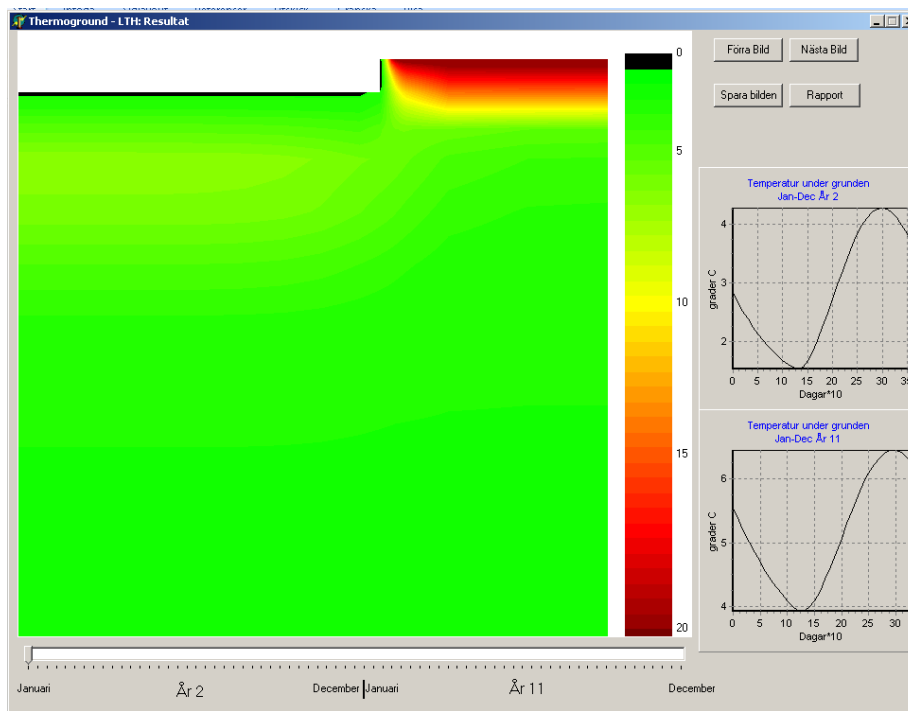 Thermoground - LTH: Resultat
Förra Bild
Nästa Bild
Spara bilden
Rapport
0
5
10
15
20
Temperatur under grunden
Jan-Dec År 2
grader C
4
3
2
0 5 10 15 20 25 30
Dagar*10
Temperatur under grunden
Jan-Dec År 11
grader C
6
5
4
0 5 10 15 20 25 30
Dagar*10
Januari År 2 December Januari År 11 December